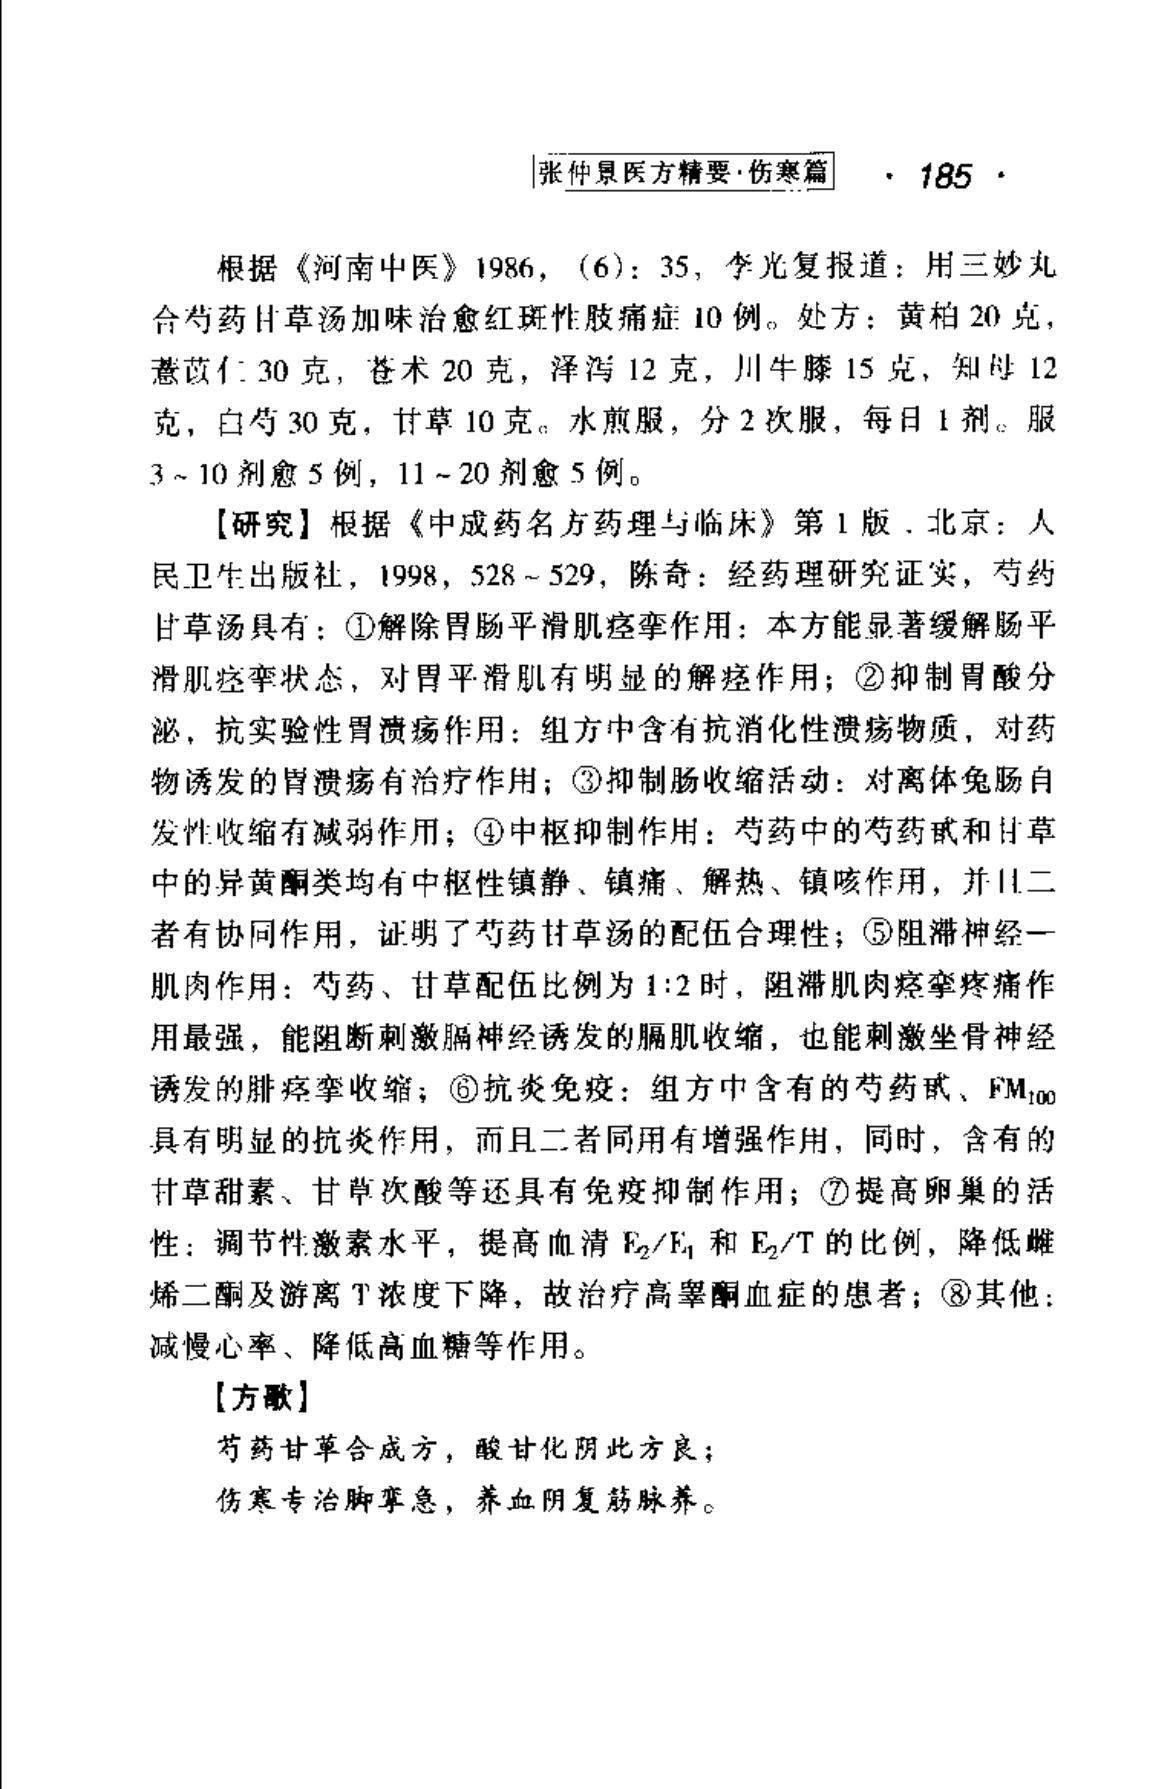 张仲景医方精要·伤寒篇 · 185 ·
根据《河南中医》1986，（6）：35，李光复报道：用三妙丸
合芍药甘草汤加味治愈红斑性肢痛症 10 例。处方：黄柏 20 克，
薏苡仁 30 克，苍术 20 克，泽泻 12 克，川牛膝 15 克，知母 12
克，白芍 30 克，甘草 10 克。水煎服，分 2 次服，每日 1 剂。服
3～10 剂愈 5 例，11～20 剂愈 5 例。
【研究】根据《中成药名方药理与临床》第 1 版．北京：人
民卫生出版社，1998，528～529，陈奇：经药理研究证实，芍药
甘草汤具有：①解除胃肠平滑肌痉挛作用：本方能显著缓解肠平
滑肌痉挛状态，对胃平滑肌有明显的解痉作用；②抑制胃酸分
泌，抗实验性胃溃疡作用：组方中含有抗消化性溃疡物质，对药
物诱发的胃溃疡有治疗作用；③抑制肠收缩活动：对离体兔肠自
发性收缩有减弱作用；④中枢抑制作用：芍药中的芍药甙和甘草
中的异黄酮类均有中枢性镇静、镇痛、解热、镇咳作用，并且二
者有协同作用，证明了芍药甘草汤的配伍合理性；⑤阻滞神经—
肌肉作用：芍药、甘草配伍比例为 1∶2 时，阻滞肌肉痉挛疼痛作
用最强，能阻断刺激膈神经诱发的膈肌收缩，也能刺激坐骨神经
诱发的腓痉挛收缩；⑥抗炎免疫：组方中含有的芍药甙、FM₁₀₀
具有明显的抗炎作用，而且二者同用有增强作用，同时，含有的
甘草甜素、甘草次酸等还具有免疫抑制作用；⑦提高卵巢的活
性：调节性激素水平，提高血清 E₂/E₁ 和 E₂/T 的比例，降低雌
烯二酮及游离 T 浓度下降，故治疗高睾酮血症的患者；⑧其他：
减慢心率、降低高血糖等作用。
【方歌】
芍药甘草合成方，酸甘化阴此方良；
伤寒专治脚挛急，养血阴复筋脉养。